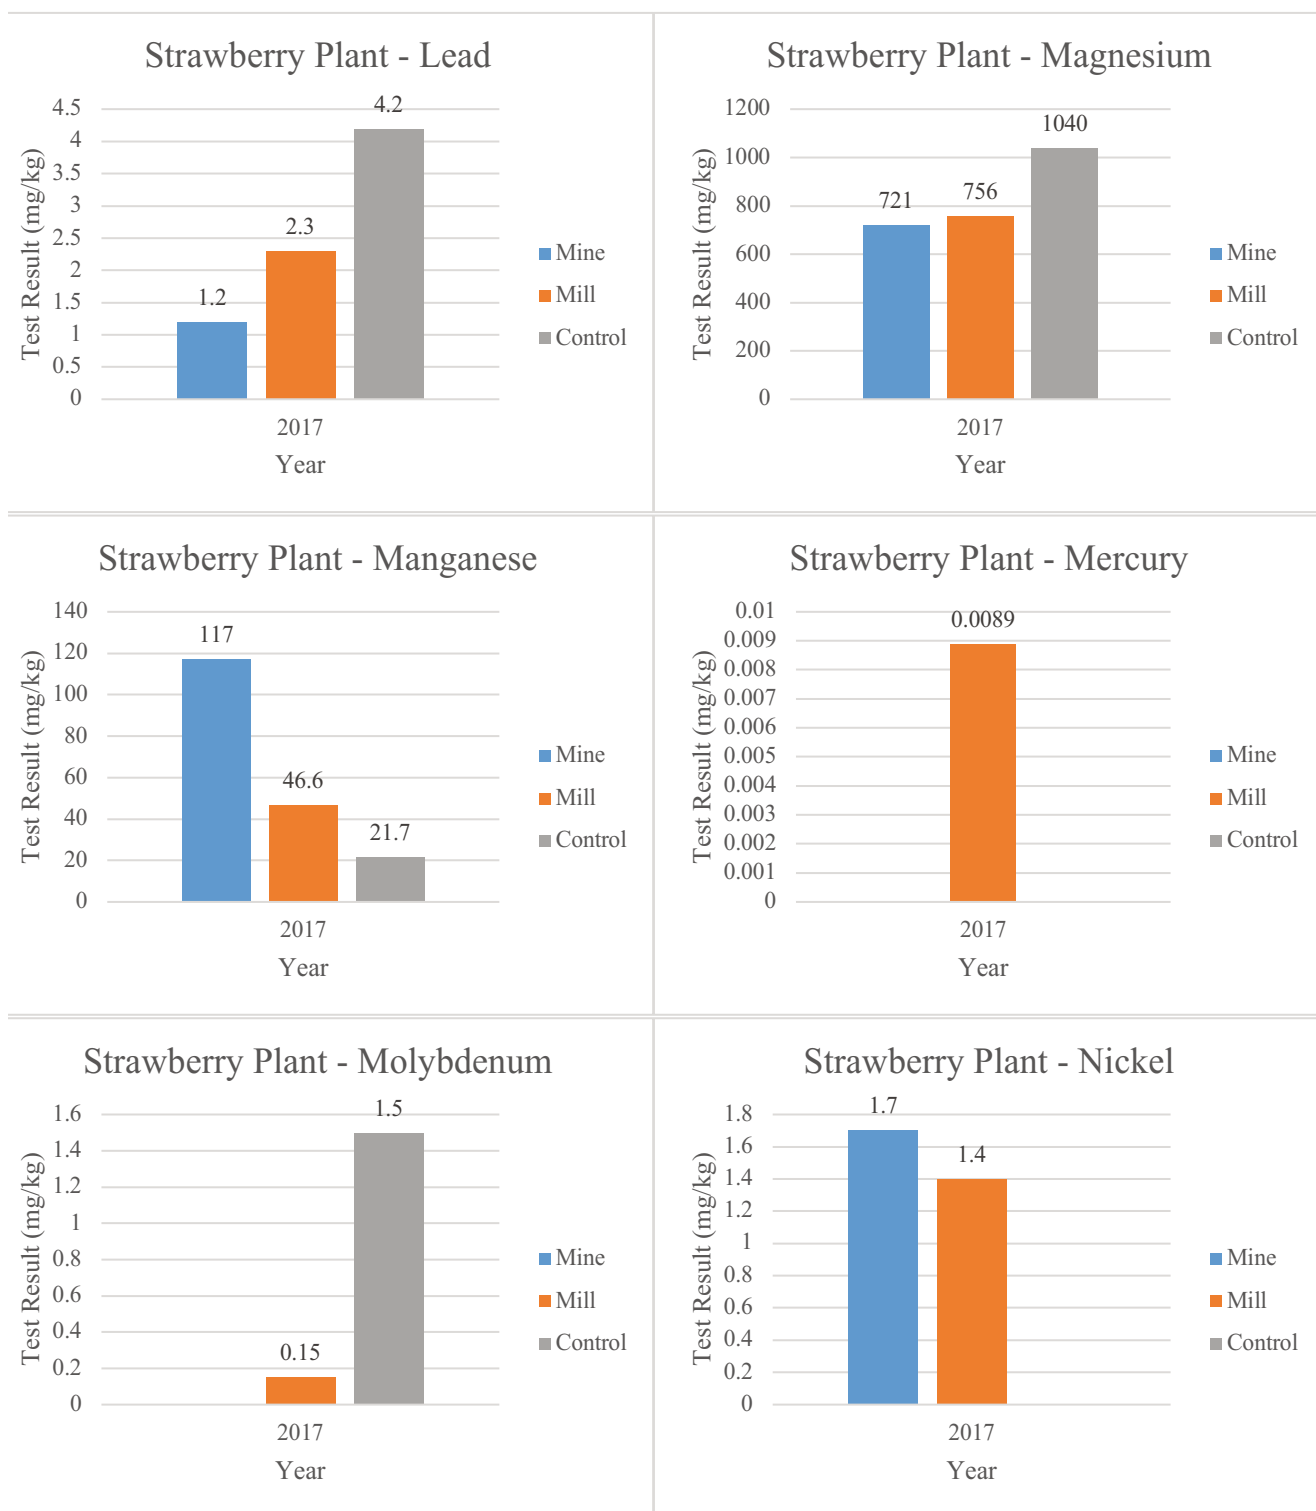 Strawberry Plant - Lead
4.5
4
3.5
3
2.5
2
1.5
1
0.5
0
Test Result (mg/kg)
1.2
2.3
4.2
2017
Year
Mine
Mill
Control
Strawberry Plant - Magnesium
1200
1000
800
600
400
200
0
Test Result (mg/kg)
721
756
1040
2017
Year
Mine
Mill
Control
Strawberry Plant - Manganese
140
120
100
80
60
40
20
0
Test Result (mg/kg)
117
46.6
21.7
2017
Year
Mine
Mill
Control
Strawberry Plant - Mercury
0.01
0.009
0.008
0.007
0.006
0.005
0.004
0.003
0.002
0.001
0
Test Result (mg/kg)
0.0089
2017
Year
Mine
Mill
Control
Strawberry Plant - Molybdenum
1.6
1.4
1.2
1
0.8
0.6
0.4
0.2
0
Test Result (mg/kg)
0.15
1.5
2017
Year
Mine
Mill
Control
Strawberry Plant - Nickel
1.8
1.6
1.4
1.2
1
0.8
0.6
0.4
0.2
0
Test Result (mg/kg)
1.7
1.4
2017
Year
Mine
Mill
Control